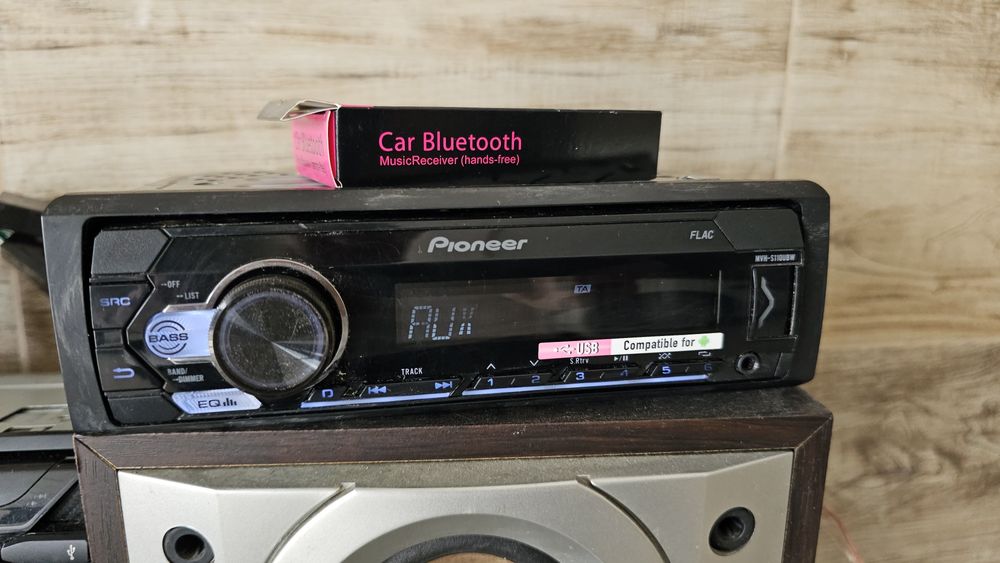 Car Bluetooth
MusicReceiver (hands-free)
Pioneer
FLAC
MVH-S110UBW
OFF
LIST
SRC
BASS
BAND/
DIMMER
EQ
AUX
TA
USB Compatible for
TRACK
S.Rtrv
D
1 2 3 4 5 6